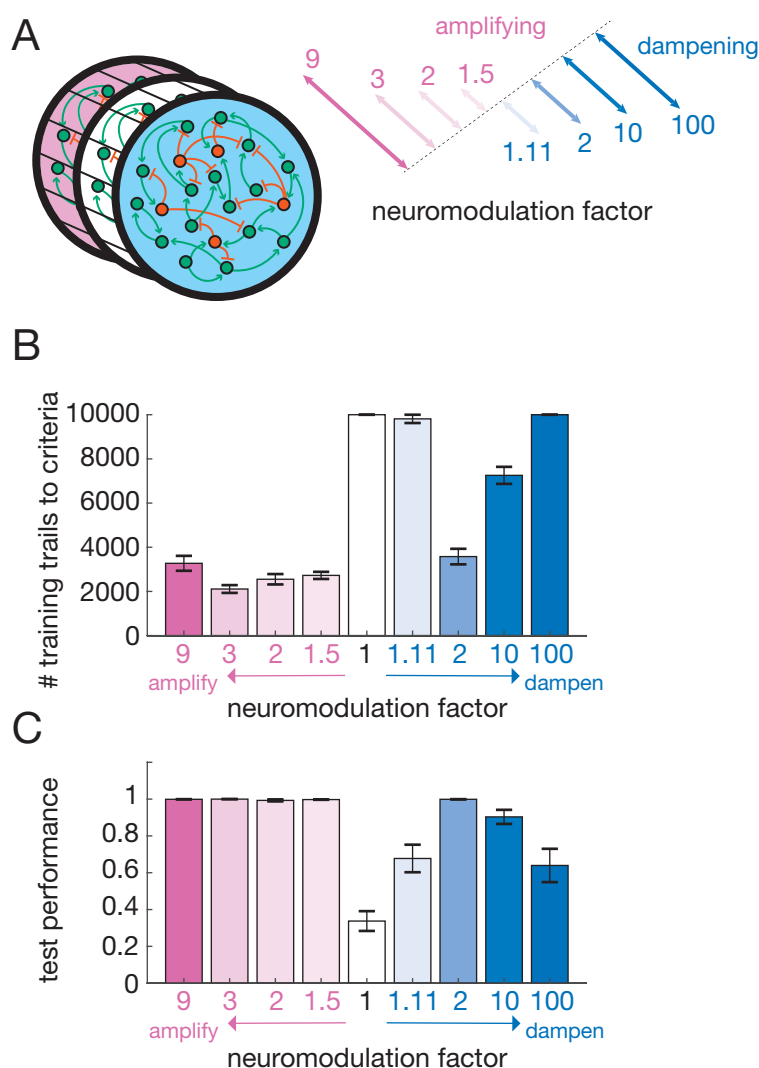 A
amplifying
dampening
9
3
2
1.5
1.11
2
10
100
neuromodulation factor
B
# training trails to criteria
10000
8000
6000
4000
2000
0
9 3 2 1.5 1 1.11 2 10 100
amplify dampen
neuromodulation factor
C
test performance
1
0.8
0.6
0.4
0.2
0
9 3 2 1.5 1 1.11 2 10 100
amplify dampen
neuromodulation factor